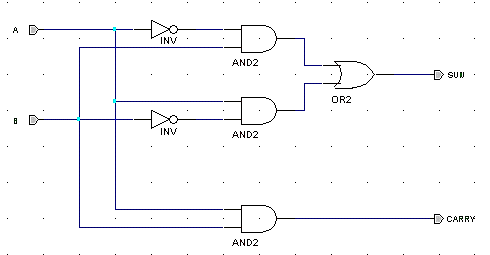 A
INV
AND2
SUM
OR2
B
INV
AND2
CARRY
AND2